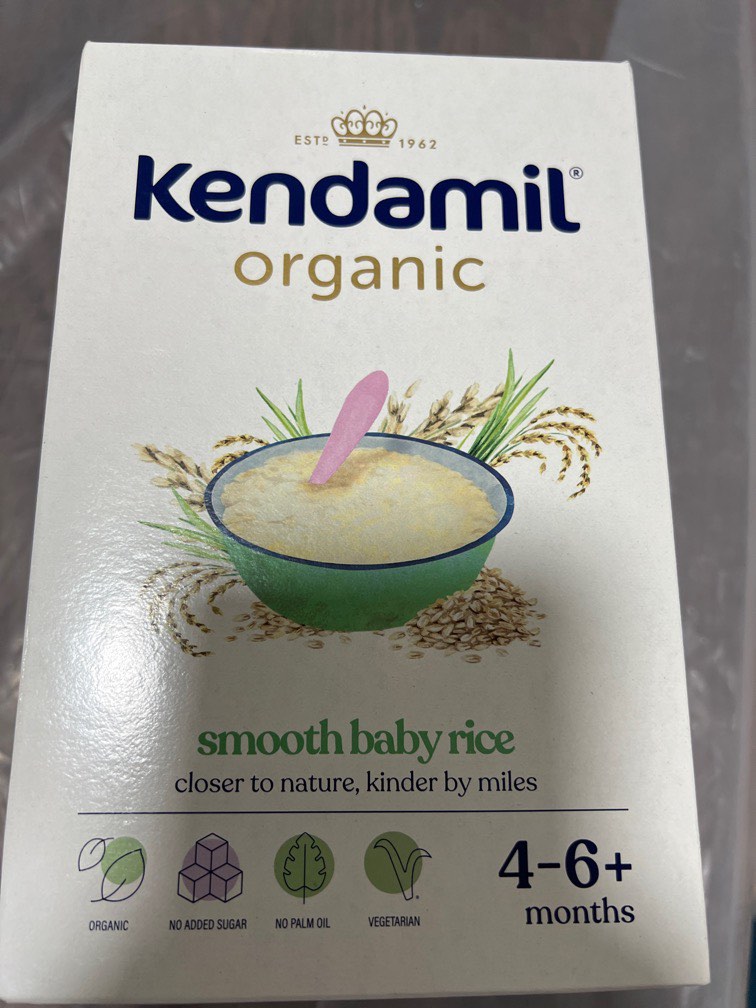 ESTD 1962
Kendamil®
organic
smooth baby rice
closer to nature, kinder by miles
ORGANIC
NO ADDED SUGAR
NO PALM OIL
VEGETARIAN
4-6+
months